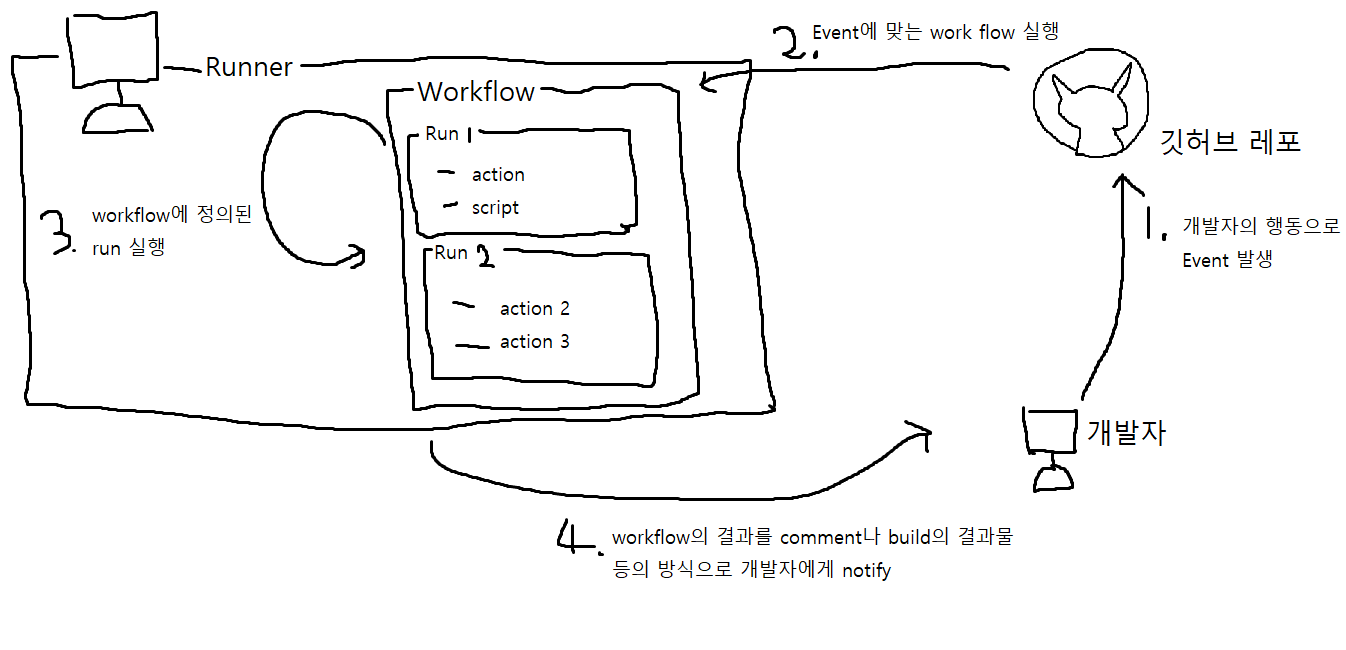 Runner
2. Event에 맞는 work flow 실행
Workflow
Run 1
action
script
깃허브 레포
3. workflow에 정의된
run 실행
1. 개발자의 행동으로
Event 발생
Run 2
action 2
action 3
개발자
4. workflow의 결과를 comment나 build의 결과물
등의 방식으로 개발자에게 notify